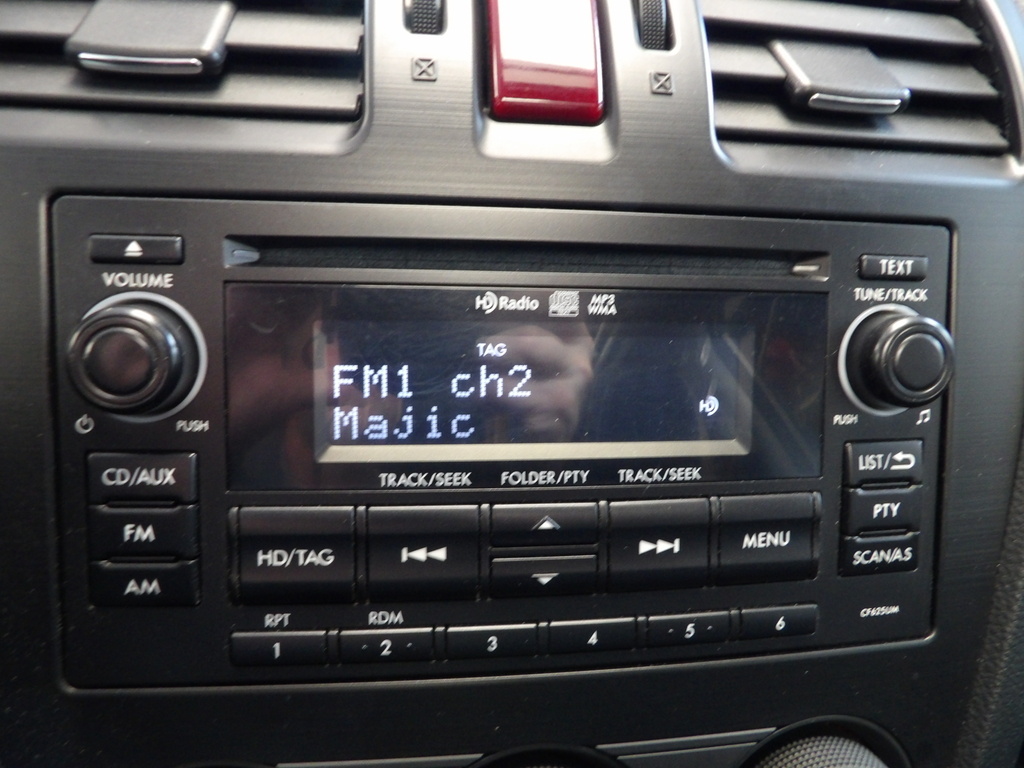 VOLUME
TEXT
TUNE/TRACK
HD Radio
MP3
WMA
TAG
FM1 ch2
Majic
HD
PUSH
PUSH
TRACK/SEEK
FOLDER/PTY
TRACK/SEEK
CD/AUX
FM
AM
HD/TAG
MENU
LIST/
PTY
SCAN/AS
RPT
RDM
1
2
3
4
5
6
CF625UM